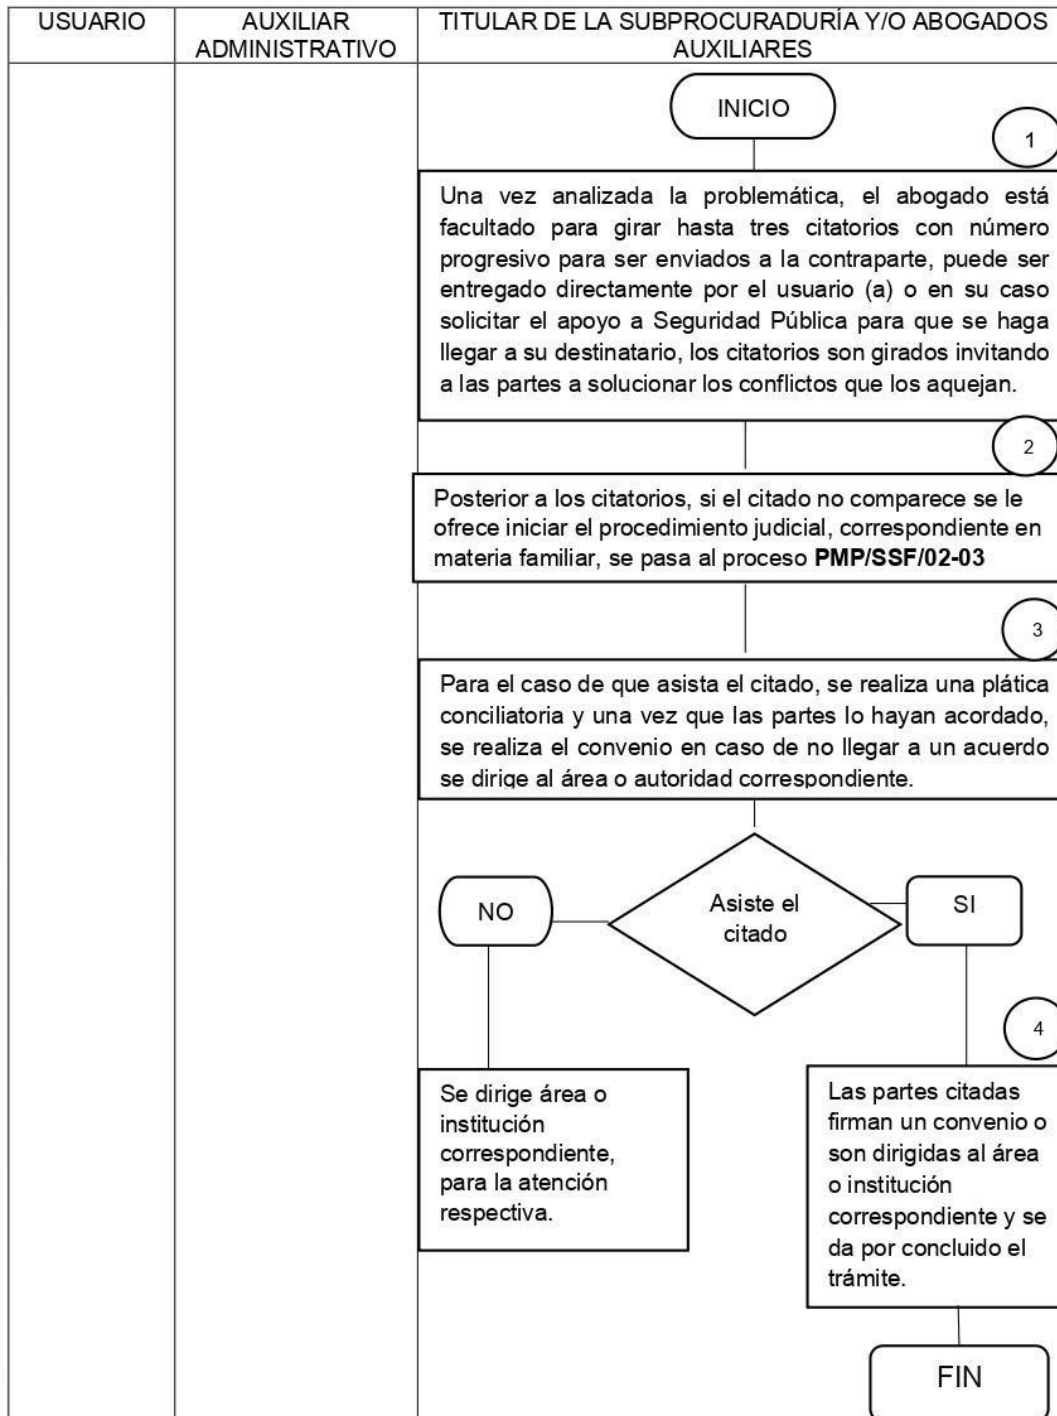 USUARIO
AUXILIAR
ADMINISTRATIVO
TITULAR DE LA SUBPROCURADURÍA Y/O ABOGADOS
AUXILIARES
INICIO
1
Una vez analizada la problemática, el abogado está
facultado para girar hasta tres citatorios con número
progresivo para ser enviados a la contraparte, puede ser
entregado directamente por el usuario (a) o en su caso
solicitar el apoyo a Seguridad Pública para que se haga
llegar a su destinatario, los citatorios son girados invitando
a las partes a solucionar los conflictos que los aquejan.
2
Posterior a los citatorios, si el citado no comparece se le
ofrece iniciar el procedimiento judicial, correspondiente en
materia familiar, se pasa al proceso PMP/SSF/02-03
3
Para el caso de que asista el citado, se realiza una plática
conciliatoria y una vez que las partes lo hayan acordado,
se realiza el convenio en caso de no llegar a un acuerdo
se dirige al área o autoridad correspondiente.
NO
Asiste el
citado
SI
4
Se dirige área o
institución
correspondiente,
para la atención
respectiva.
Las partes citadas
firman un convenio o
son dirigidas al área
o institución
correspondiente y se
da por concluido el
trámite.
FIN